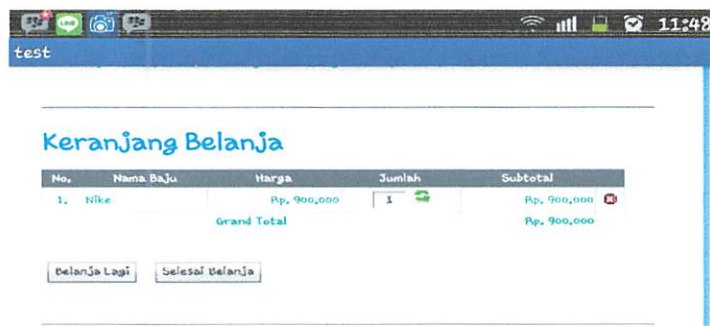 11:48
test
Keranjang Belanja
No. Nama Baju Harga Jumlah Subtotal
1. Nike Rp. 900,000 1 Rp. 900,000
Grand Total Rp. 900,000
Belanja Lagi Selesai Belanja